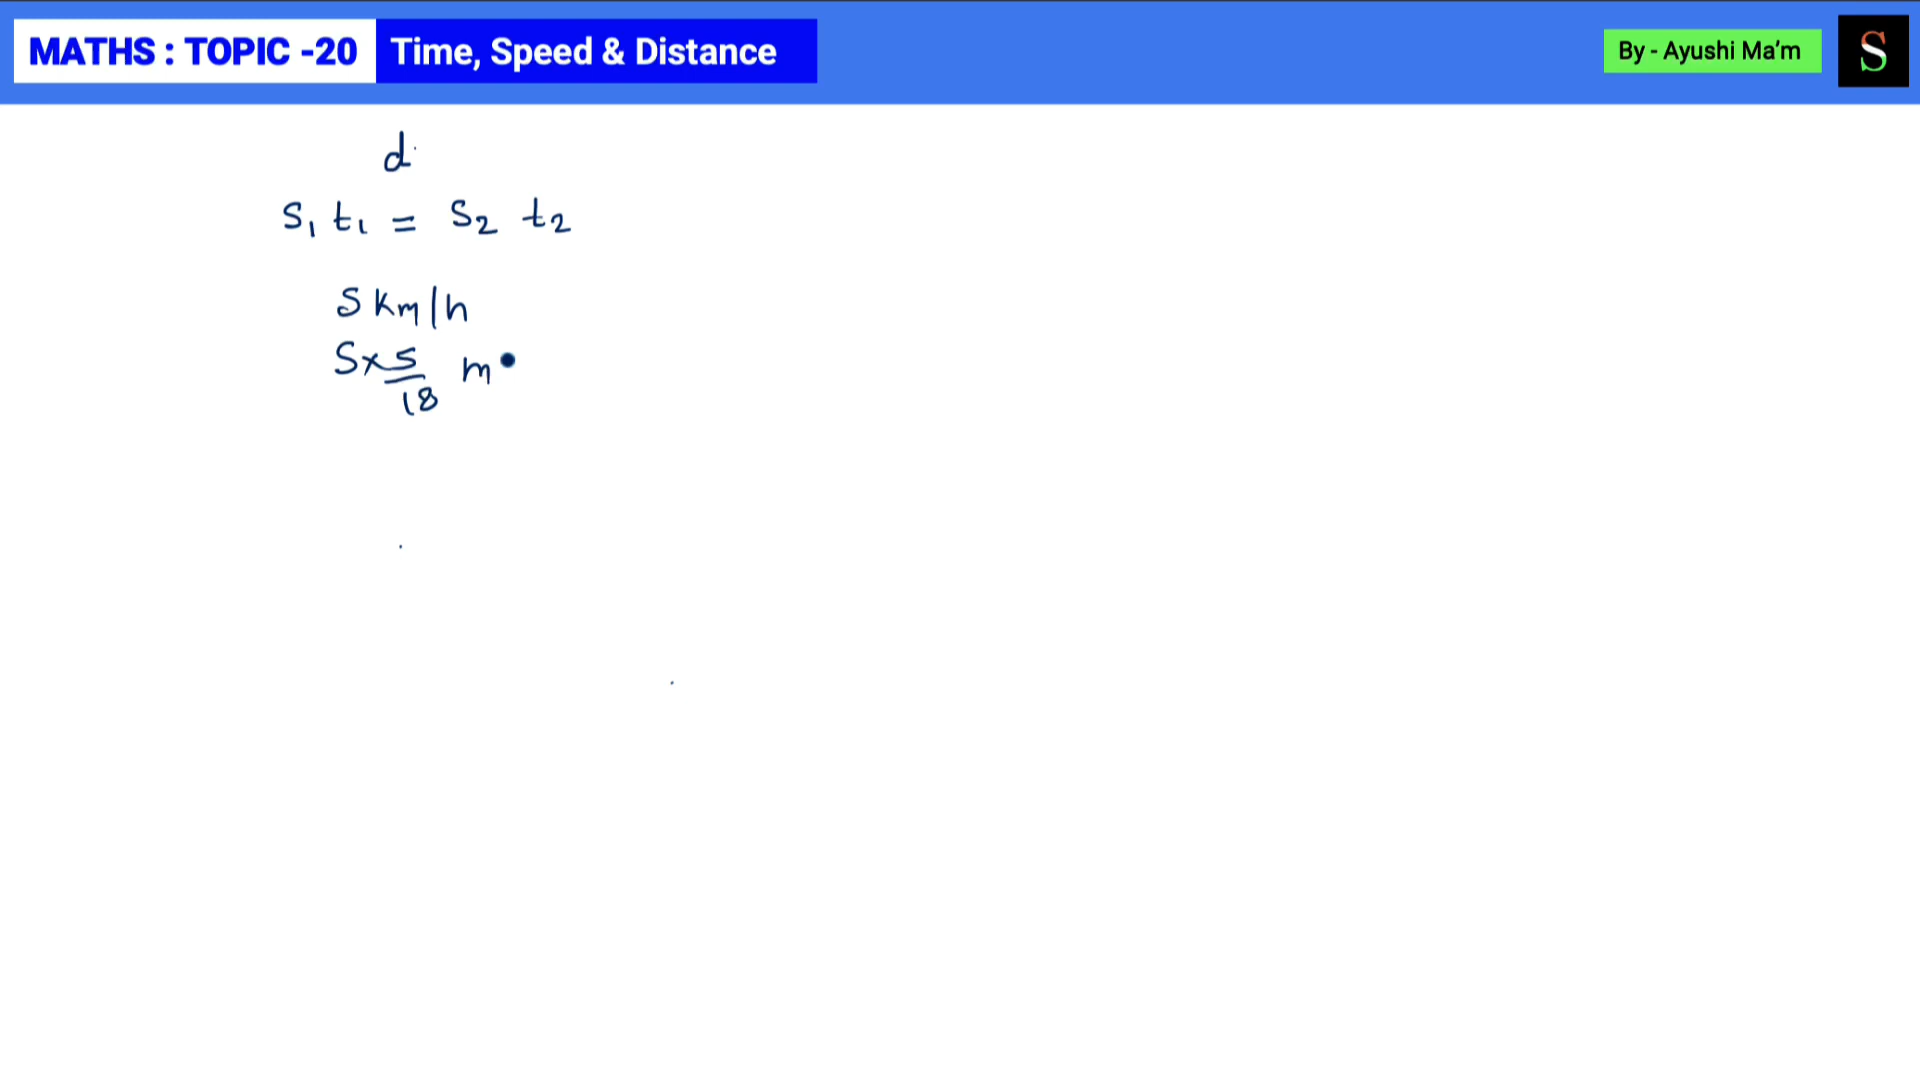 MATHS : TOPIC -20 Time, Speed & Distance By - Ayushi Ma'm S
d
S₁ t₁ = S₂ t₂
S km/h
S × 5/18 m